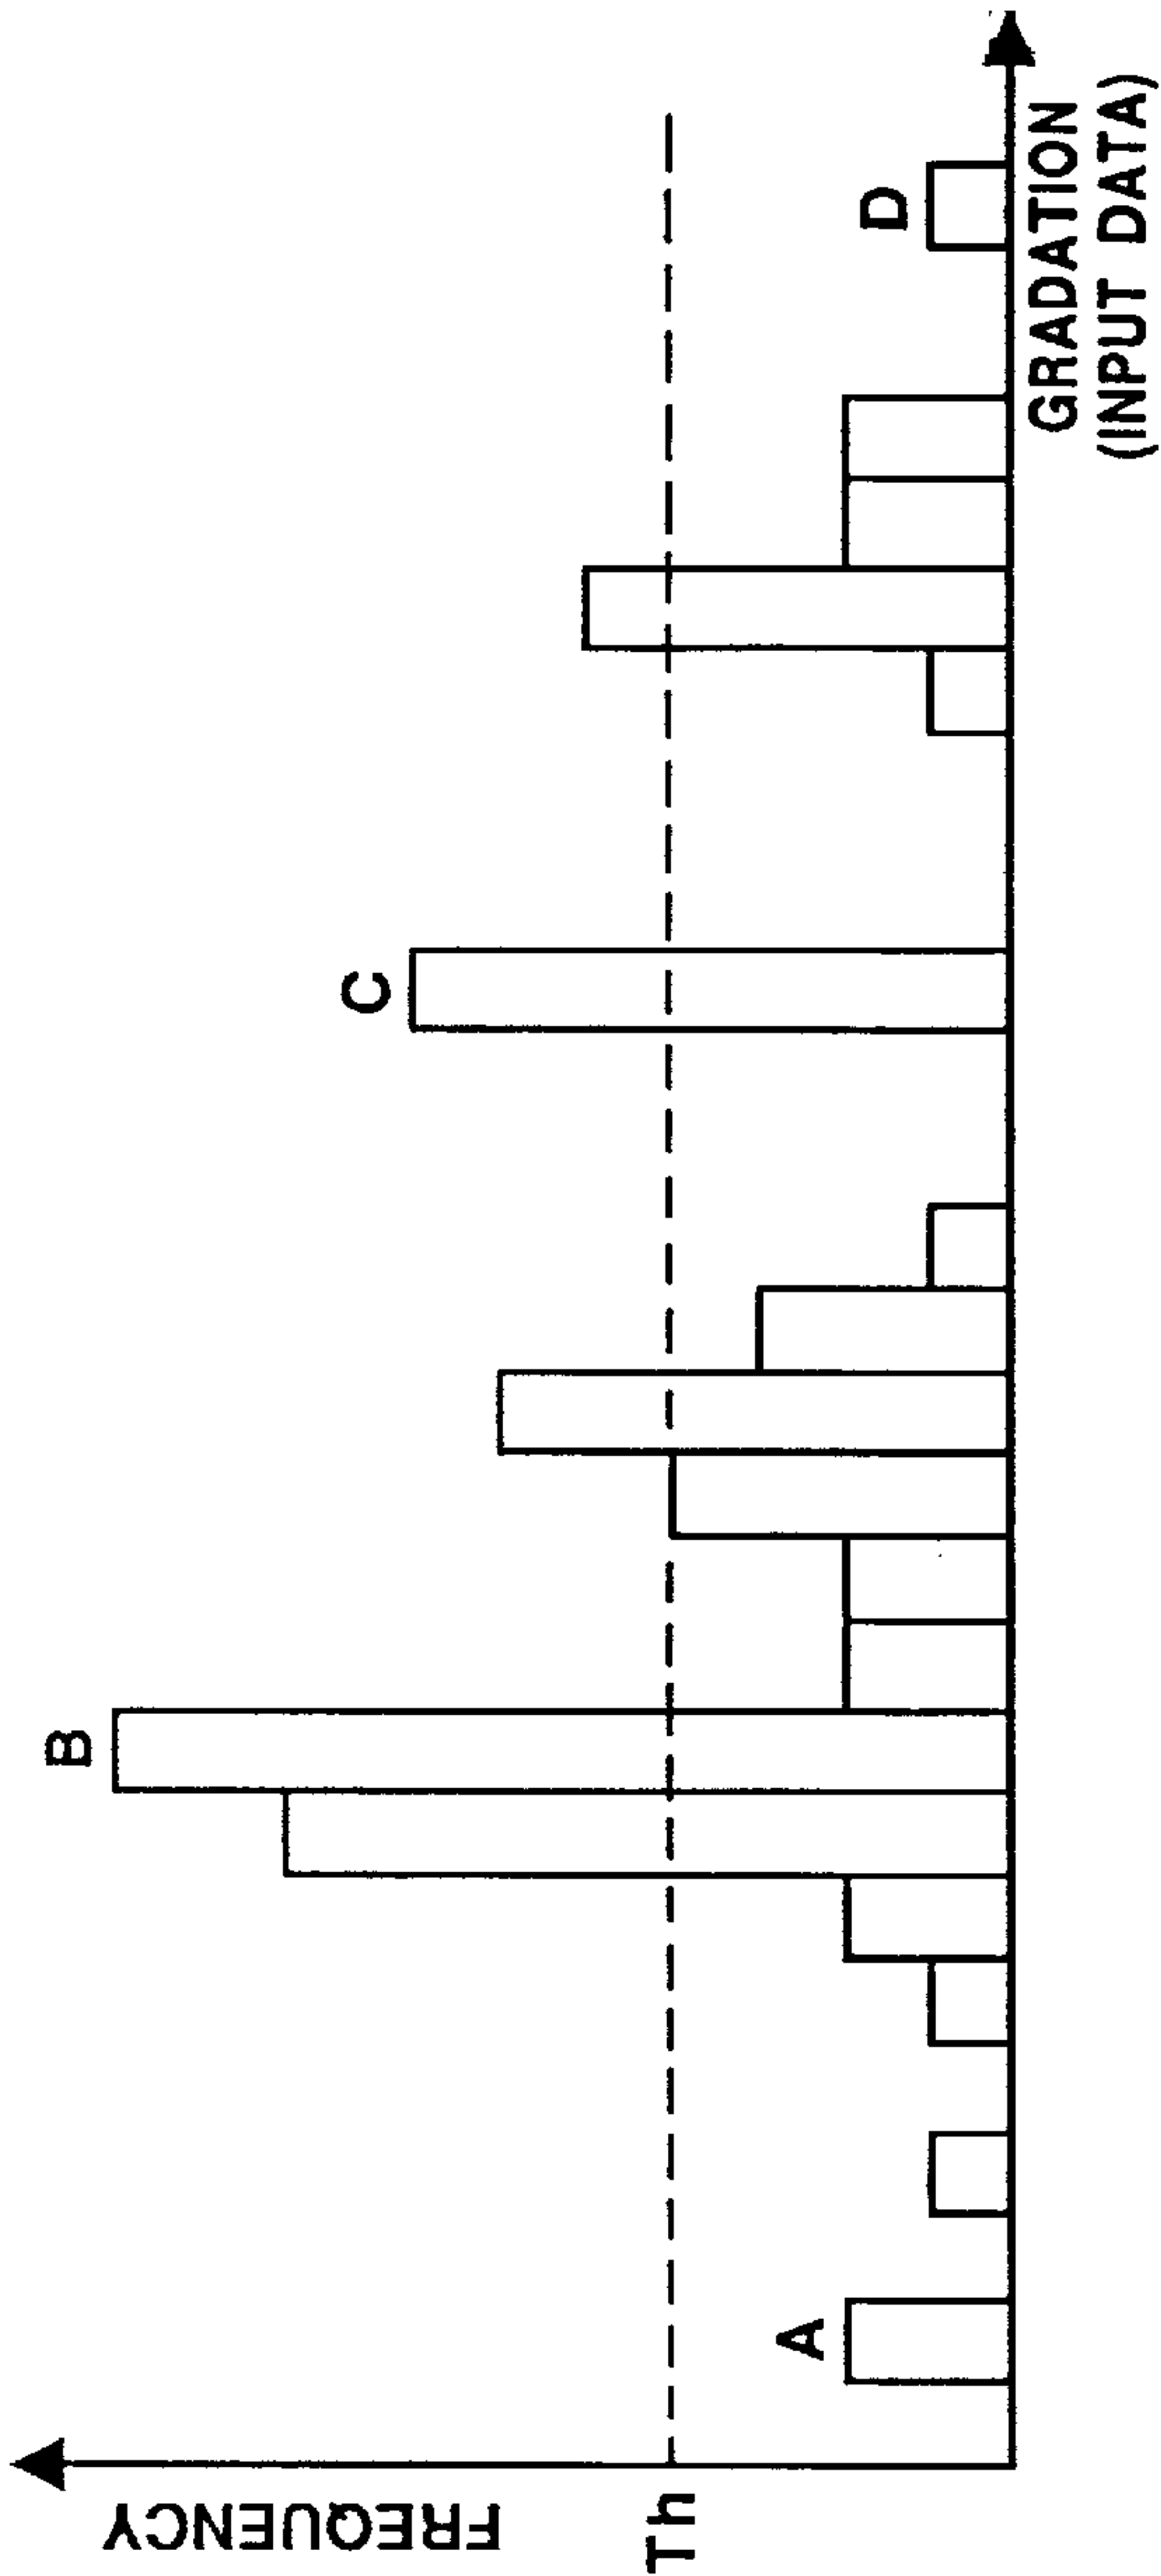 FREQUENCY
B
C
Th
A
D
GRADATION
(INPUT DATA)